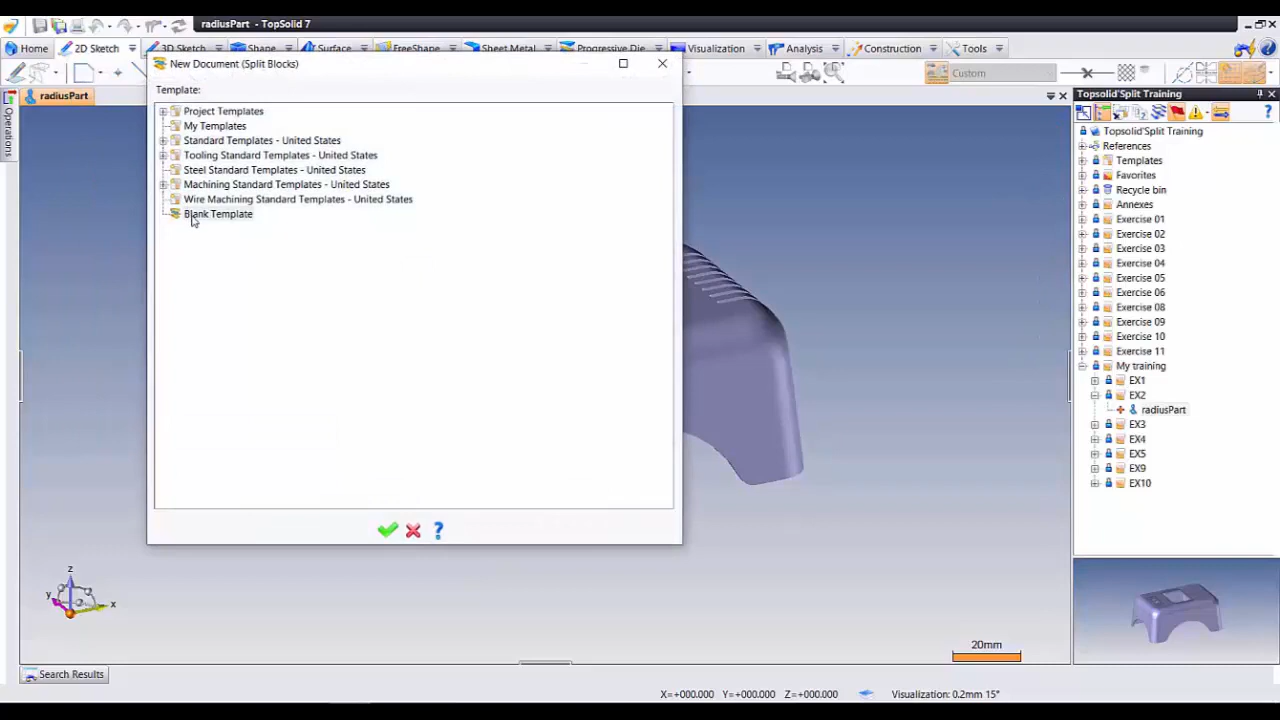 radiusPart - TopSolid 7
Home 2D Sketch 3D Sketch Shape Surface FreeShape Sheet Metal Progressive Die Visualization Analysis Construction Tools
Custom
New Document (Split Blocks)
Template:
Project Templates
My Templates
Standard Templates - United States
Tooling Standard Templates - United States
Steel Standard Templates - United States
Machining Standard Templates - United States
Wire Machining Standard Templates - United States
Blank Template
radiusPart
Operations
Topsolid'Split Training
Topsolid'Split Training
References
Templates
Favorites
Recycle bin
Annexes
Exercise 01
Exercise 02
Exercise 03
Exercise 04
Exercise 05
Exercise 06
Exercise 08
Exercise 09
Exercise 10
Exercise 11
My training
EX1
EX2
radiusPart
EX3
EX4
EX5
EX9
EX10
z
y
x
20mm
Search Results
X=+000.000 Y=+000.000 Z=+000.000 Visualization: 0.2mm 15°